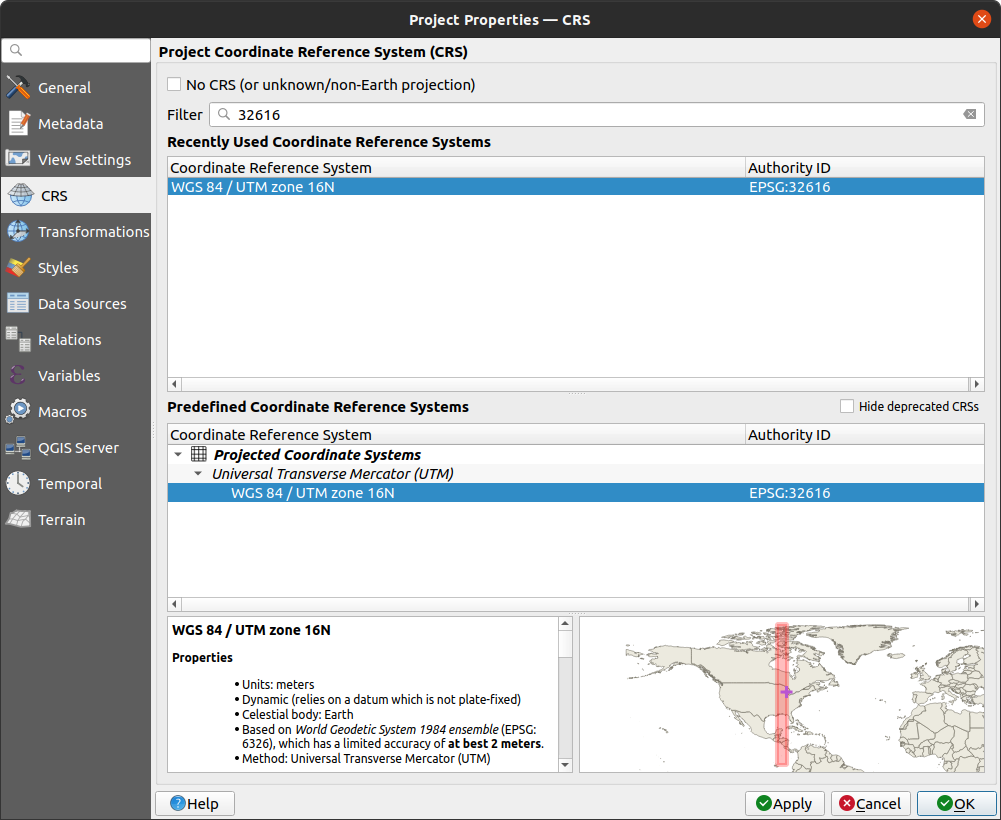 Project Properties — CRS
General
Metadata
View Settings
CRS
Transformations
Styles
Data Sources
Relations
Variables
Macros
QGIS Server
Temporal
Terrain
Project Coordinate Reference System (CRS)
No CRS (or unknown/non-Earth projection)
Filter 32616
Recently Used Coordinate Reference Systems
Coordinate Reference System Authority ID
WGS 84 / UTM zone 16N EPSG:32616
Predefined Coordinate Reference Systems Hide deprecated CRSs
Coordinate Reference System Authority ID
Projected Coordinate Systems
Universal Transverse Mercator (UTM)
WGS 84 / UTM zone 16N EPSG:32616
WGS 84 / UTM zone 16N
Properties
• Units: meters
• Dynamic (relies on a datum which is not plate-fixed)
• Celestial body: Earth
• Based on World Geodetic System 1984 ensemble (EPSG:
6326), which has a limited accuracy of at best 2 meters.
• Method: Universal Transverse Mercator (UTM)
Help Apply Cancel OK